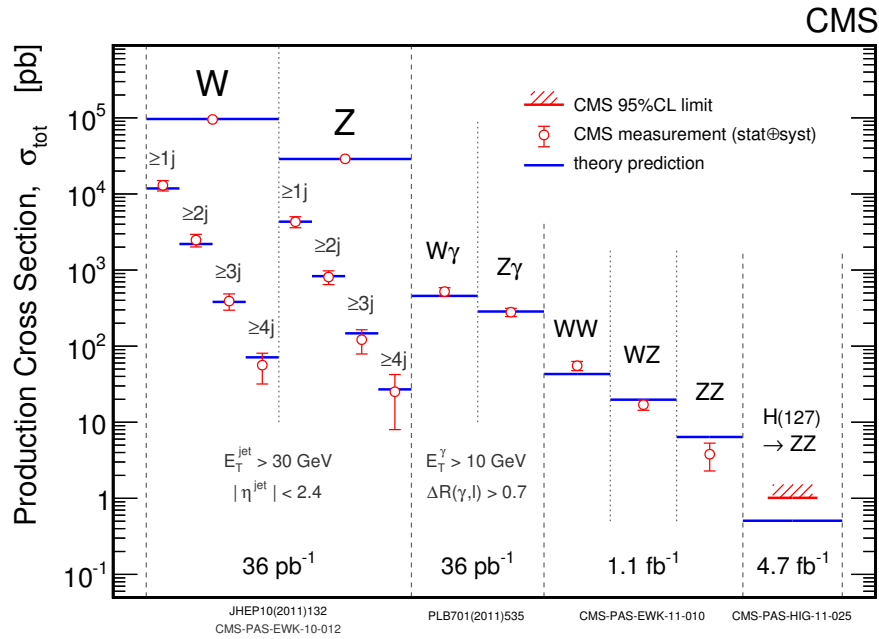 CMS
Production Cross Section, σtot [pb]
10^5
10^4
10^3
10^2
10
1
10^-1
W
Z
≥1j
≥2j
≥3j
≥4j
≥1j
≥2j
≥3j
≥4j
CMS 95%CL limit
CMS measurement (stat⊕syst)
theory prediction
Wγ
Zγ
WW
WZ
ZZ
H(127)
→ ZZ
E_T^jet > 30 GeV
| η^jet | < 2.4
E_T^γ > 10 GeV
ΔR(γ,l) > 0.7
36 pb^-1
36 pb^-1
1.1 fb^-1
4.7 fb^-1
JHEP10(2011)132
CMS-PAS-EWK-10-012
PLB701(2011)535
CMS-PAS-EWK-11-010
CMS-PAS-HIG-11-025